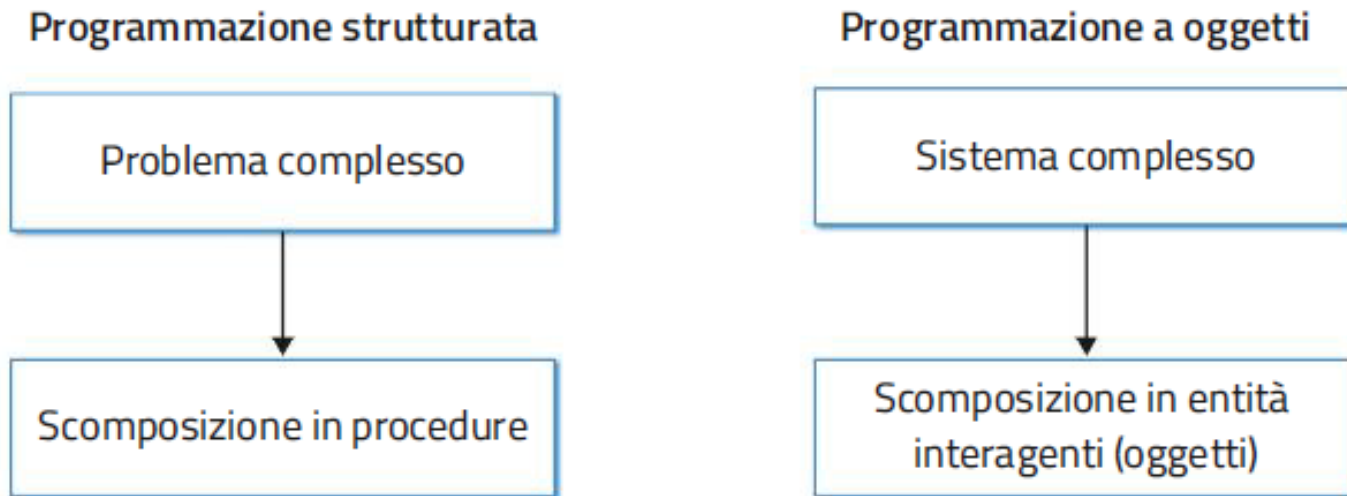 Programmazione strutturata
Problema complesso
Scomposizione in procedure
Programmazione a oggetti
Sistema complesso
Scomposizione in entità
interagenti (oggetti)